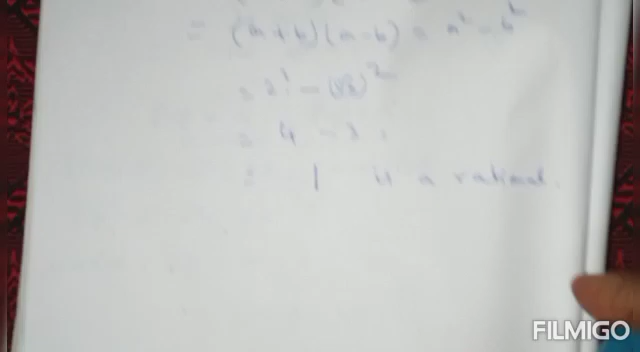 = (a+b)(a-b) = a² - b²
= 2² - (√3)²
= 4 - 3
= 1 is a rational.
FILMIGO